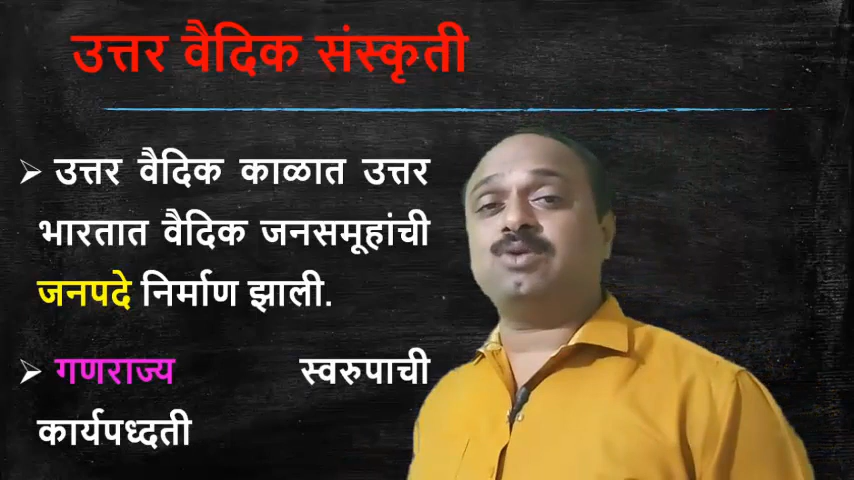 उत्तर वैदिक संस्कृती
➢ उत्तर वैदिक काळात उत्तर
भारतात वैदिक जनसमूहांची
जनपदे निर्माण झाली.
➢ गणराज्य स्वरुपाची
कार्यपध्दती